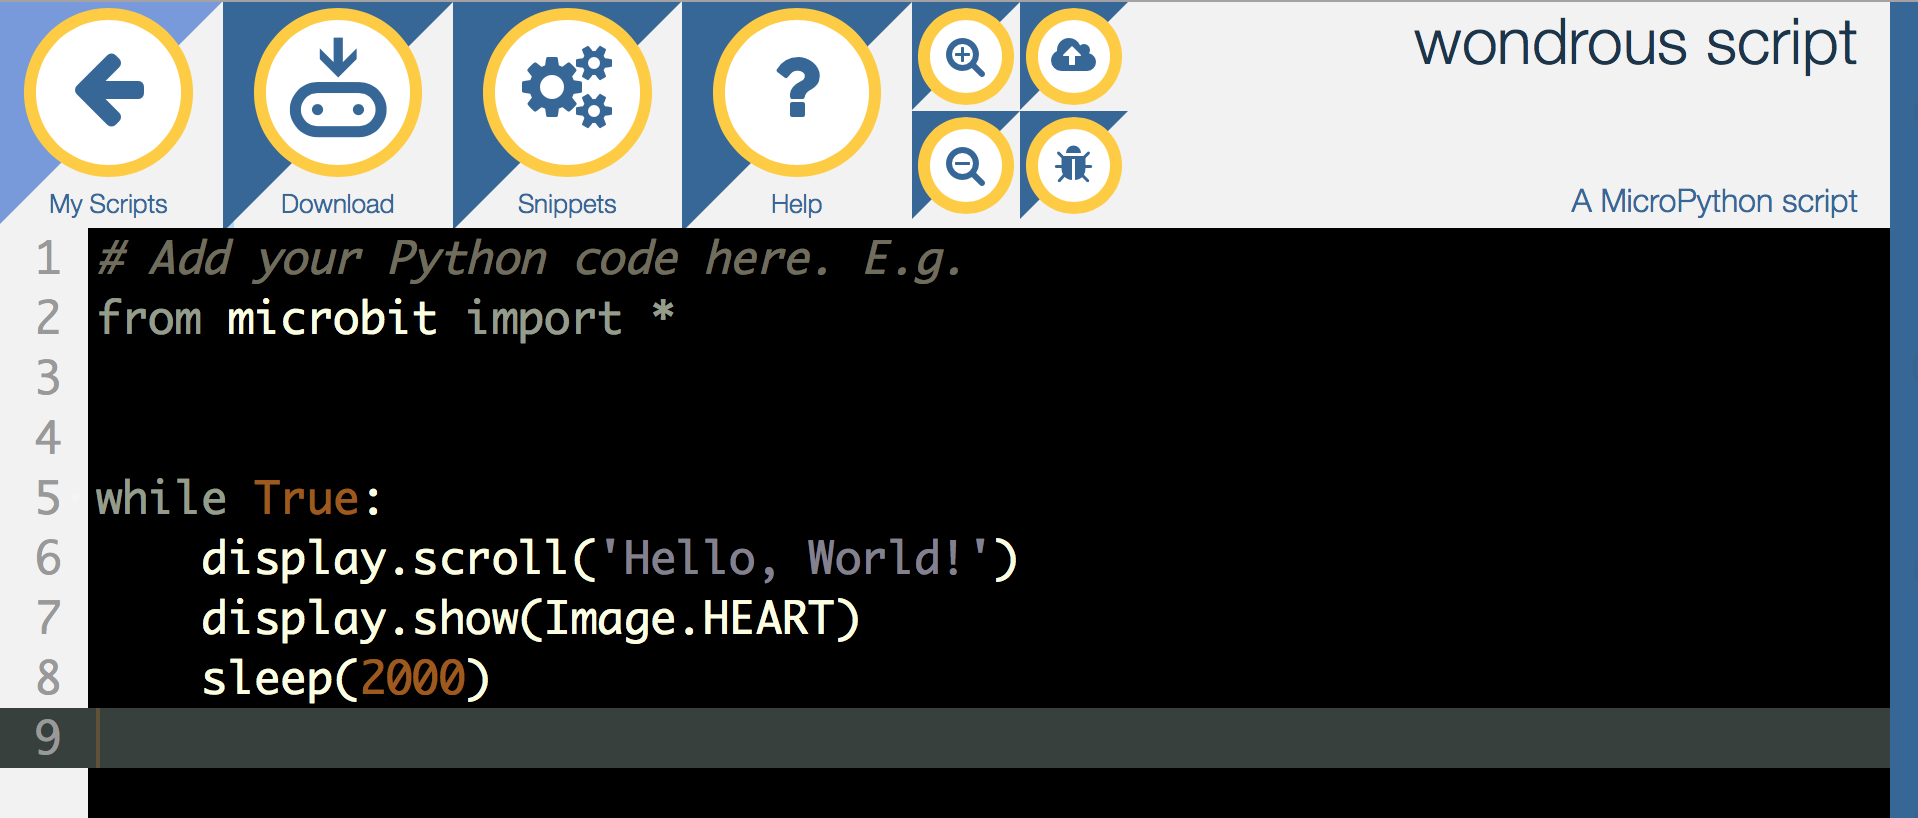 wondrous script
My Scripts Download Snippets Help
A MicroPython script
1 # Add your Python code here. E.g.
2 from microbit import *
3
4
5 while True:
6     display.scroll('Hello, World!')
7     display.show(Image.HEART)
8     sleep(2000)
9